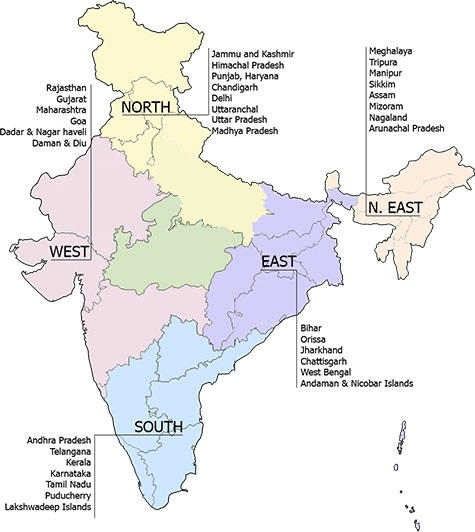 Jammu and Kashmir
Himachal Pradesh
Punjab, Haryana
Chandigarh
Delhi
Uttaranchal
Uttar Pradesh
Madhya Pradesh
NORTH
Meghalaya
Tripura
Manipur
Sikkim
Assam
Mizoram
Nagaland
Arunachal Pradesh
N. EAST
Rajasthan
Gujarat
Maharashtra
Goa
Dadar & Nagar haveli
Daman & Diu
WEST
EAST
Bihar
Orissa
Jharkhand
Chattisgarh
West Bengal
Andaman & Nicobar Islands
SOUTH
Andhra Pradesh
Telangana
Kerala
Karnataka
Tamil Nadu
Puducherry
Lakshwadeep Islands